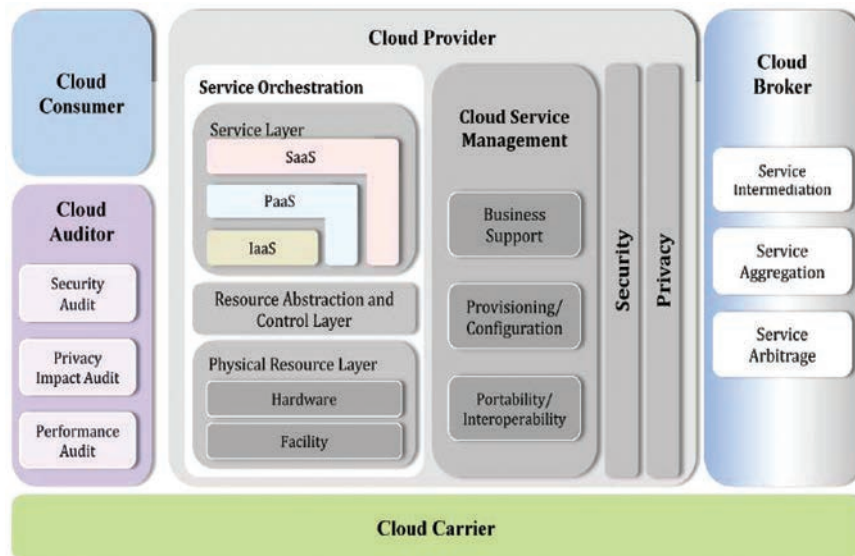 Cloud
Consumer
Cloud
Auditor
Security
Audit
Privacy
Impact Audit
Performance
Audit
Cloud Provider
Service Orchestration
Service Layer
SaaS
PaaS
IaaS
Resource Abstraction and
Control Layer
Physical Resource Layer
Hardware
Facility
Cloud Service
Management
Business
Support
Provisioning/
Configuration
Portability/
Interoperability
Security
Privacy
Cloud
Broker
Service
Intermediation
Service
Aggregation
Service
Arbitrage
Cloud Carrier